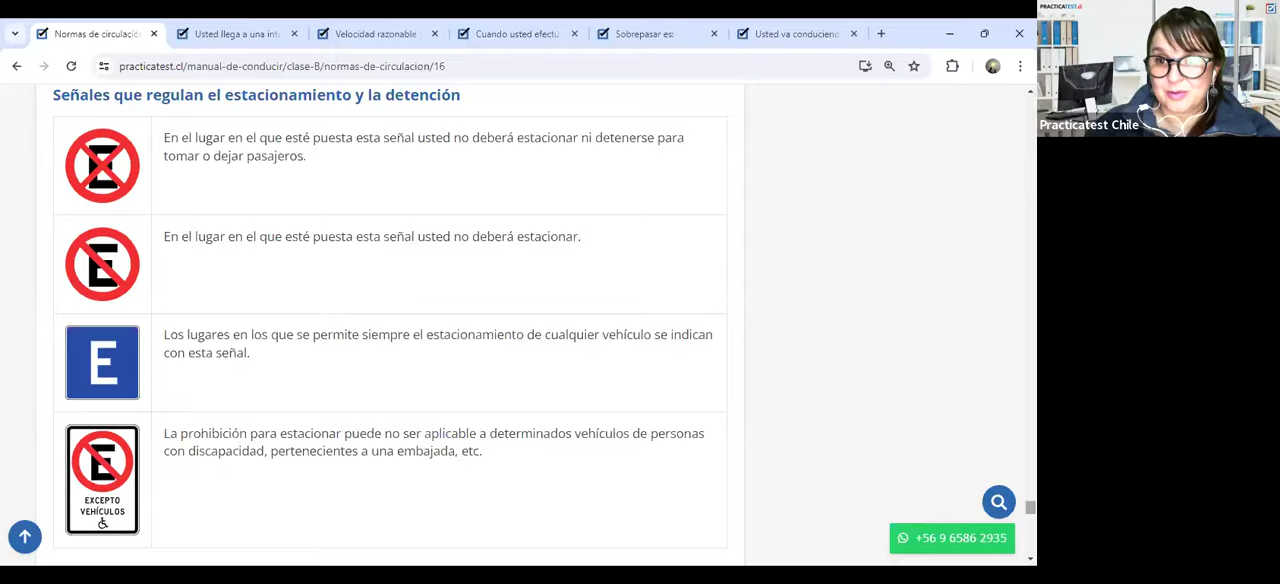 Normas de circulació
Usted llega a una inte
Velocidad razonable
Cuando usted efectú
Sobrepasar es:
Usted va conduciend
practicatest.cl/manual-de-conducir/clase-B/normas-de-circulacion/16
PRACTICATEST.cl
Practicatest Chile
Señales que regulan el estacionamiento y la detención
E
En el lugar en el que esté puesta esta señal usted no deberá estacionar ni detenerse para
tomar o dejar pasajeros.
E
En el lugar en el que esté puesta esta señal usted no deberá estacionar.
E
Los lugares en los que se permite siempre el estacionamiento de cualquier vehículo se indican
con esta señal.
E
EXCEPTO
VEHÍCULOS
La prohibición para estacionar puede no ser aplicable a determinados vehículos de personas
con discapacidad, pertenecientes a una embajada, etc.
+56 9 6586 2935